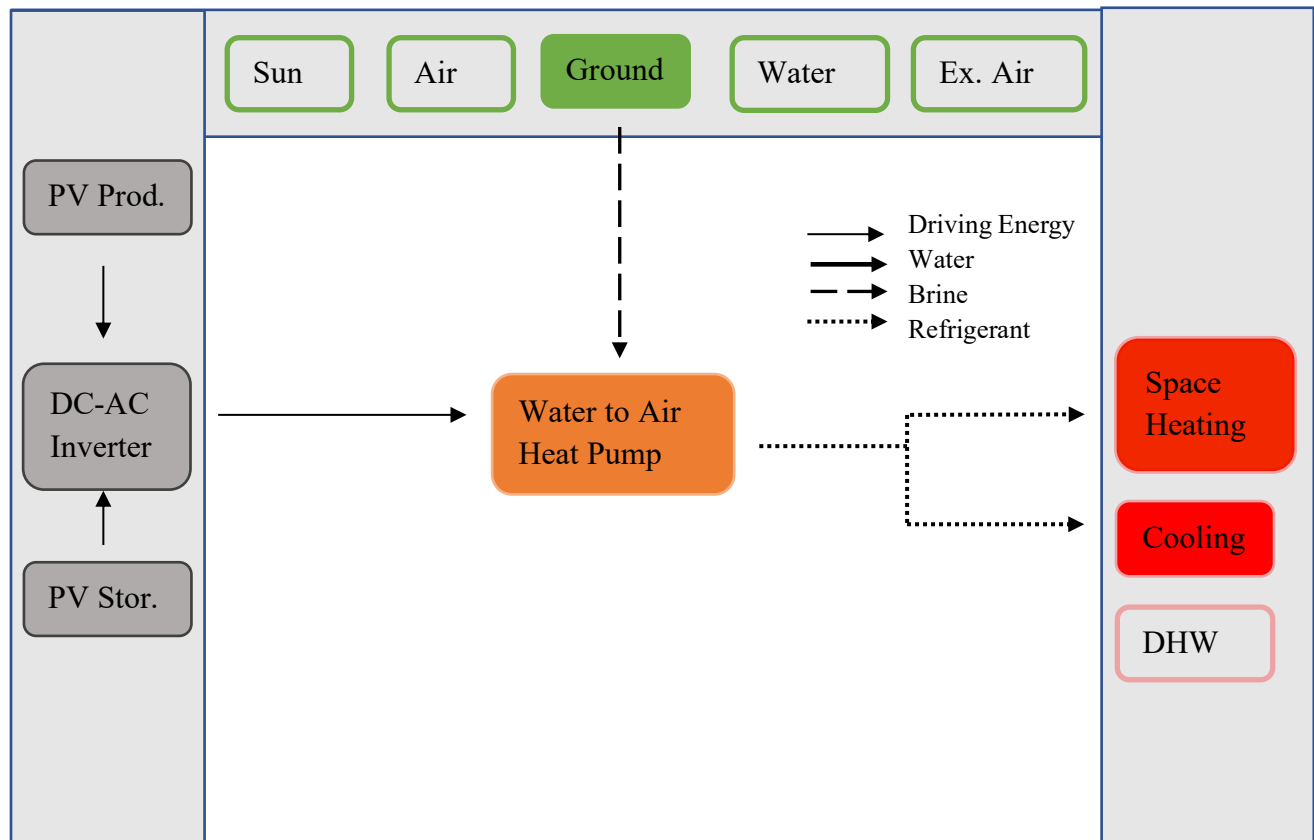 Sun
Air
Ground
Water
Ex. Air
PV Prod.
DC-AC
Inverter
PV Stor.
Water to Air
Heat Pump
Driving Energy
Water
Brine
Refrigerant
Space
Heating
Cooling
DHW